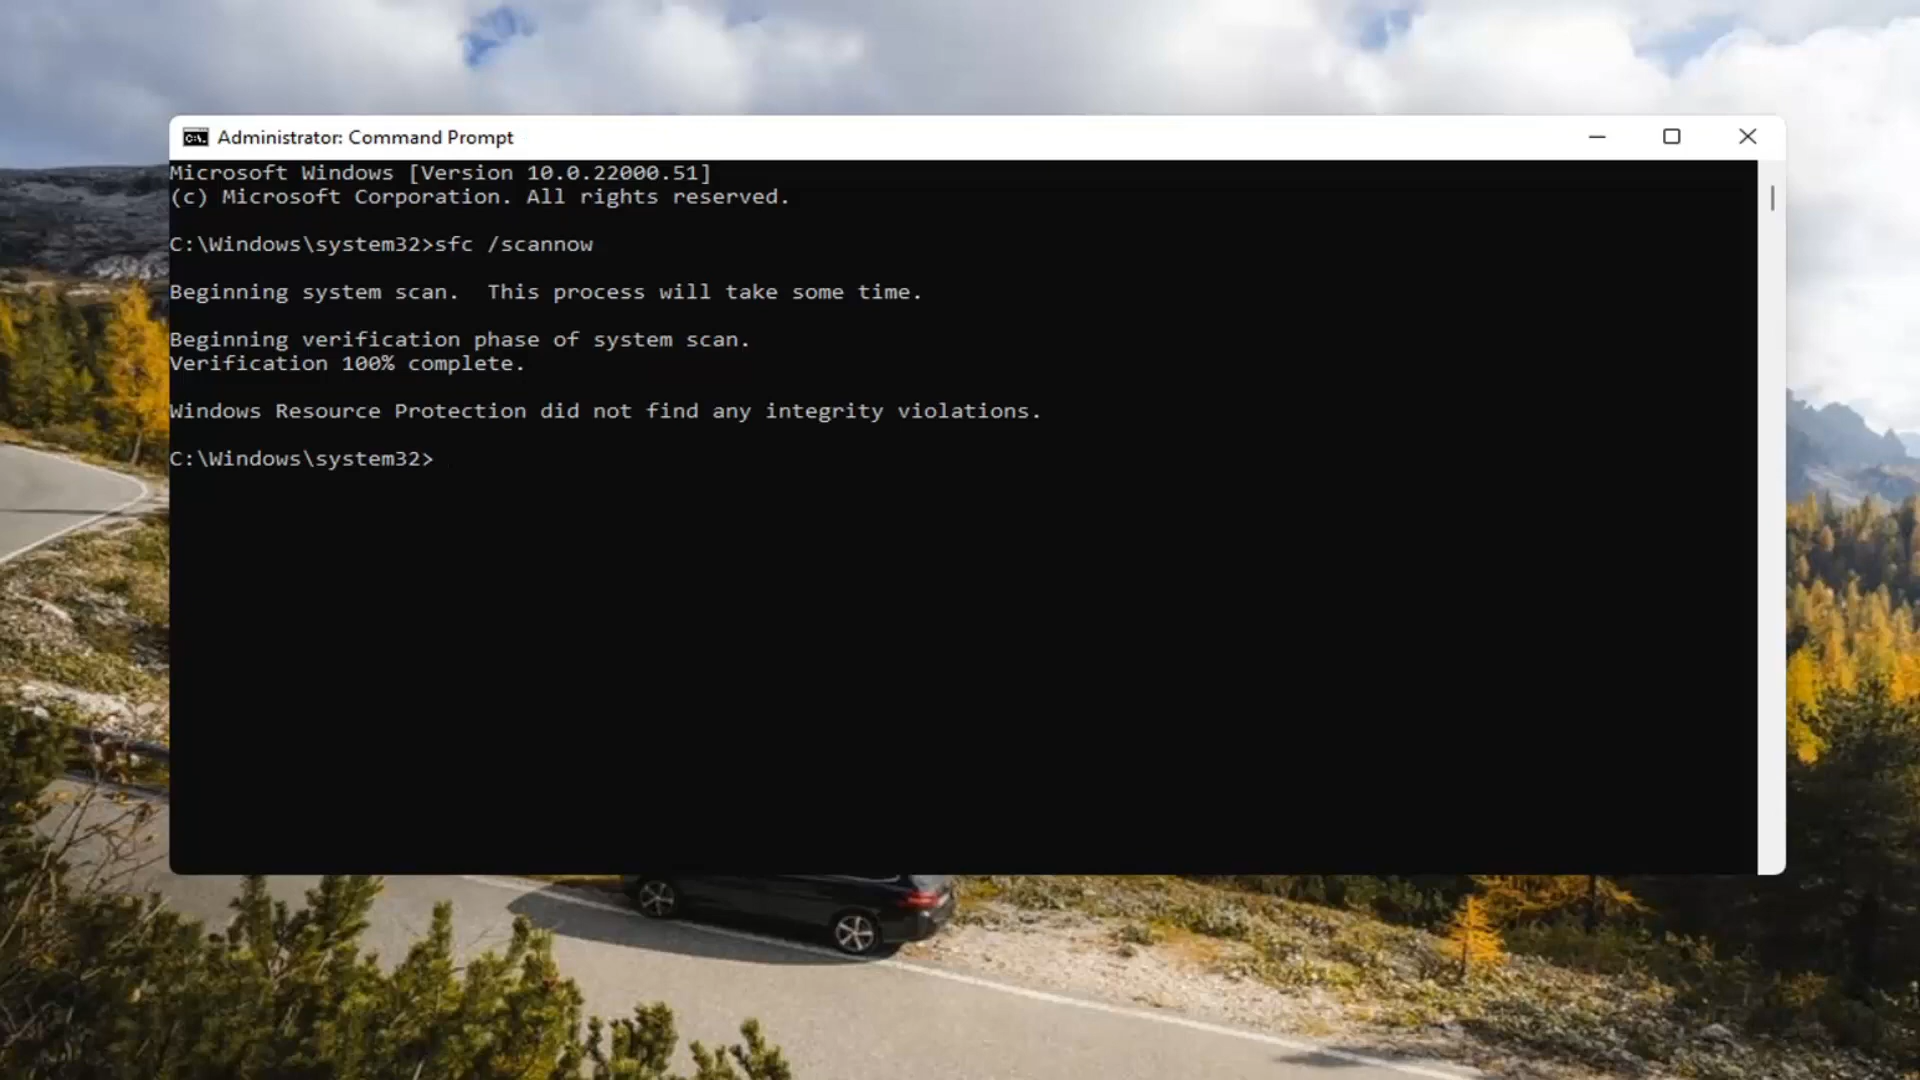 Administrator: Command Prompt
Microsoft Windows [Version 10.0.22000.51]
(c) Microsoft Corporation. All rights reserved.
C:\Windows\system32>sfc /scannow
Beginning system scan.  This process will take some time.
Beginning verification phase of system scan.
Verification 100% complete.
Windows Resource Protection did not find any integrity violations.
C:\Windows\system32>